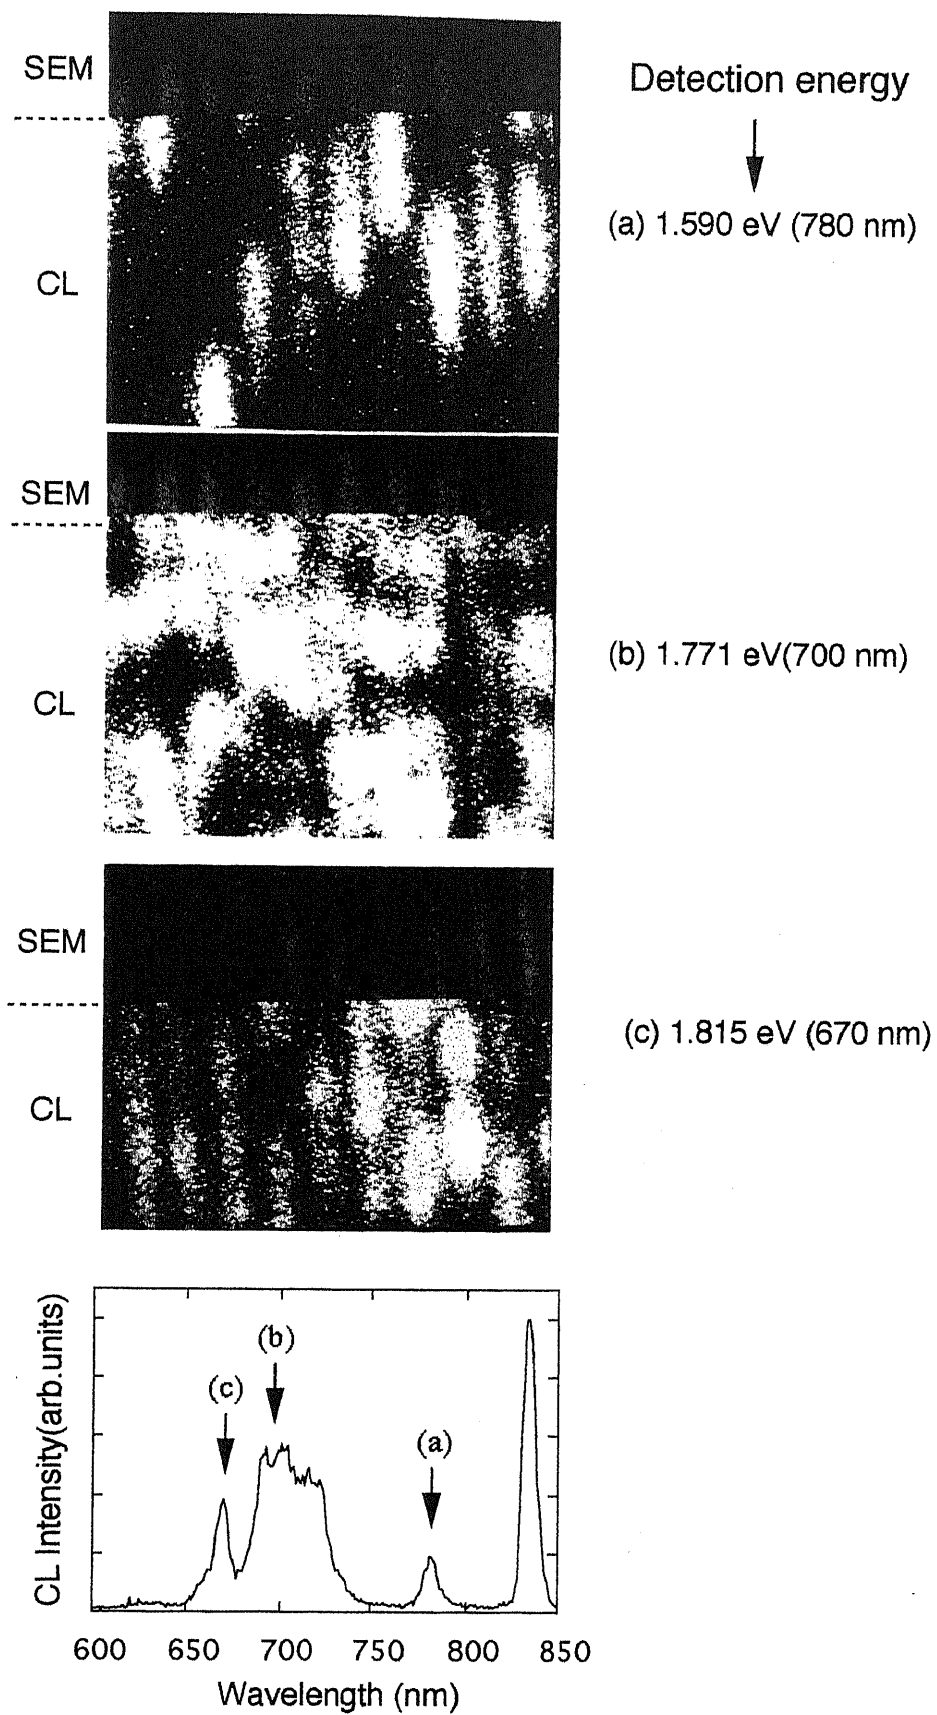 SEM
CL
Detection energy
(a) 1.590 eV (780 nm)
SEM
CL
(b) 1.771 eV(700 nm)
SEM
CL
(c) 1.815 eV (670 nm)
CL Intensity(arb.units)
(c)
(b)
(a)
600 650 700 750 800 850
Wavelength (nm)